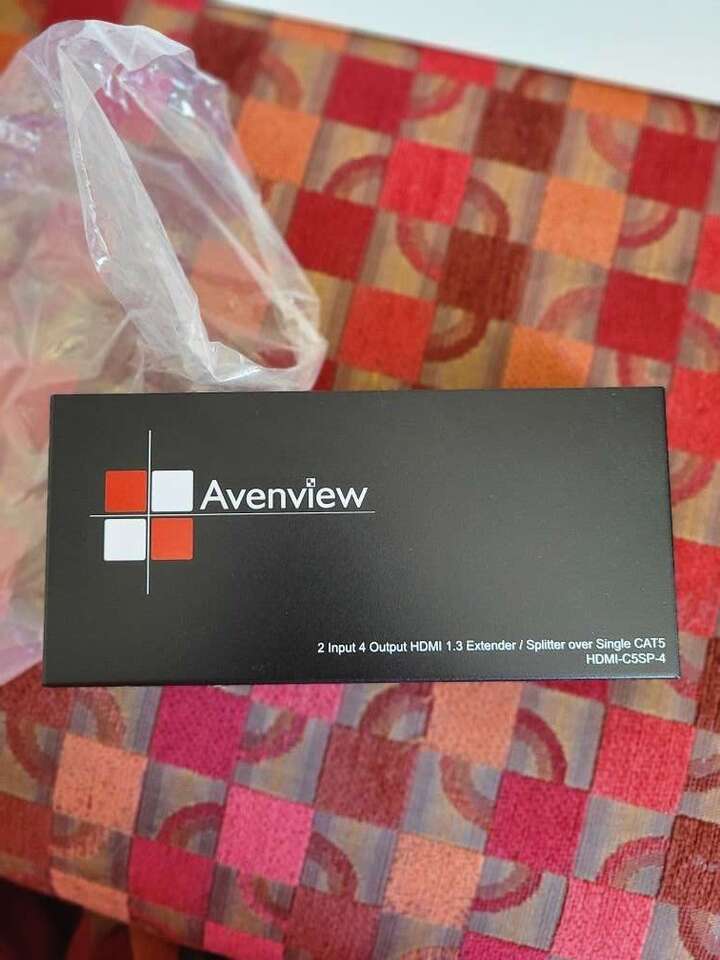 Avenview
2 Input 4 Output HDMI 1.3 Extender / Splitter over Single CAT5
HDMI-C5SP-4